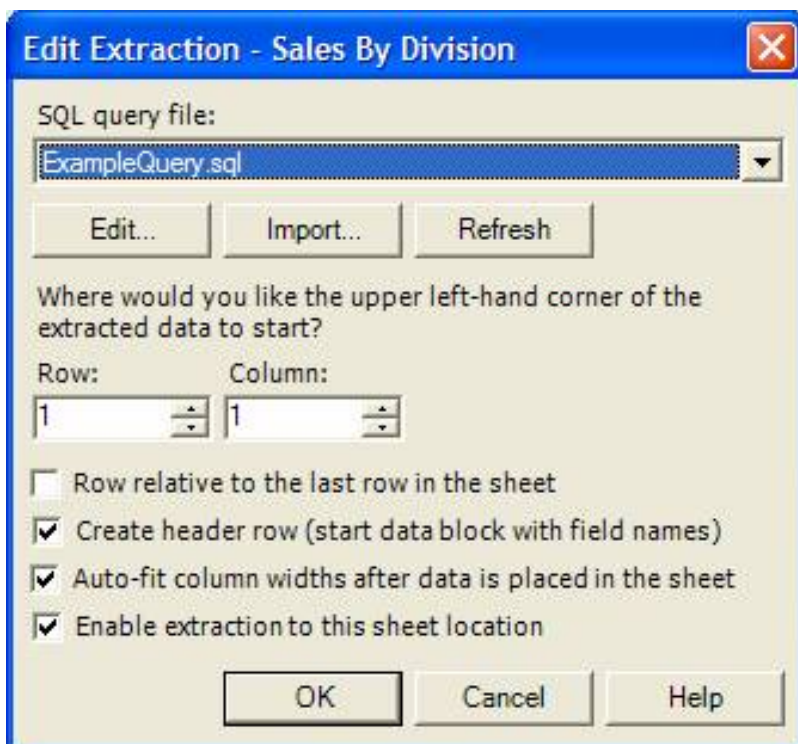 Edit Extraction - Sales By Division
SQL query file:
ExampleQuery.sql
Edit... Import... Refresh
Where would you like the upper left-hand corner of the
extracted data to start?
Row: Column:
1 1
Row relative to the last row in the sheet
Create header row (start data block with field names)
Auto-fit column widths after data is placed in the sheet
Enable extraction to this sheet location
OK Cancel Help